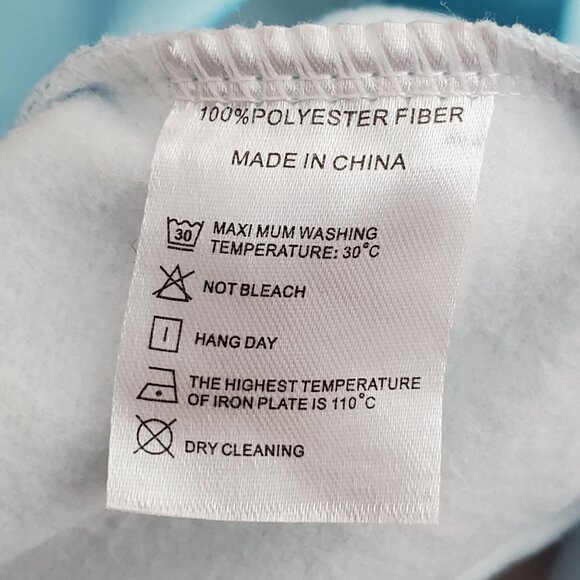 100%POLYESTER FIBER
MADE IN CHINA
30 MAXI MUM WASHING
TEMPERATURE: 30°C
NOT BLEACH
HANG DAY
THE HIGHEST TEMPERATURE
OF IRON PLATE IS 110°C
DRY CLEANING